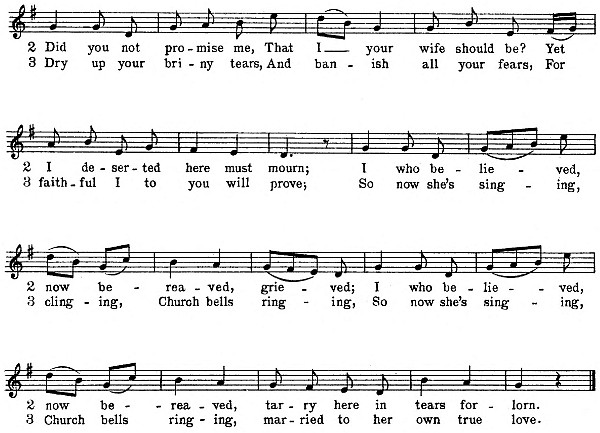 2 Did you not pro - mise me, That I — your wife should be? Yet
3 Dry up your bri - ny tears, And ban - ish all your fears; For
2 I de - ser - ted here must mourn; I who be - lie - ved,
3 faith - ful I to you will prove; So now she's sing - ing,
2 now be - rea - ved, grie - ved; I who be - lie - ved,
3 cling - ing, Church bells ring - ing, So now she's sing - ing,
2 now be - rea - ved, tar - ry here in tears for - lorn.
3 Church bells ring - ing, mar - ried to her own true love.